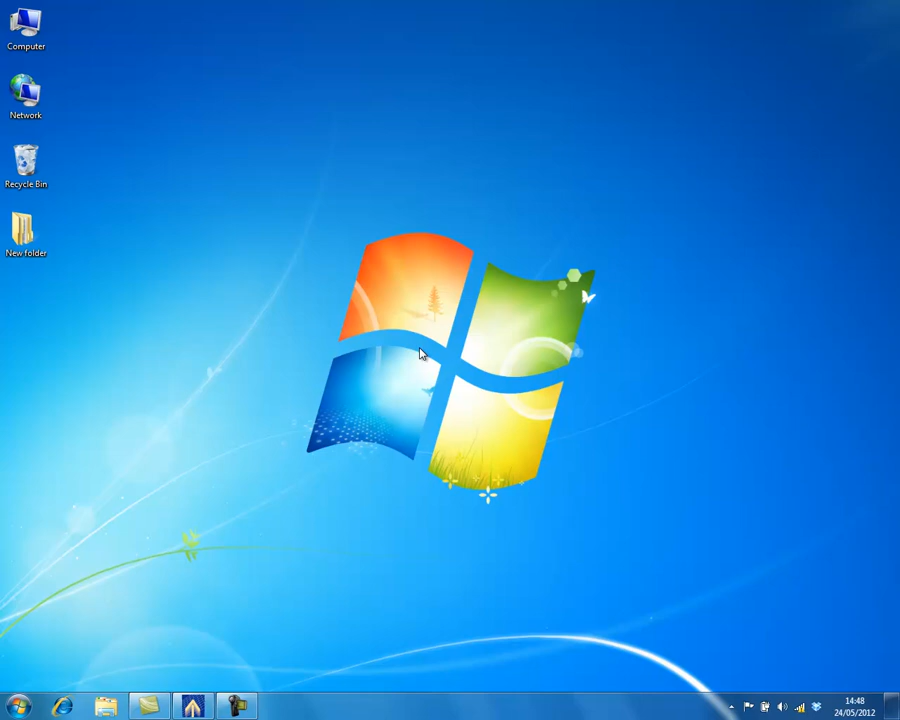 Computer
Network
Recycle Bin
New folder
14:48
24/05/2012